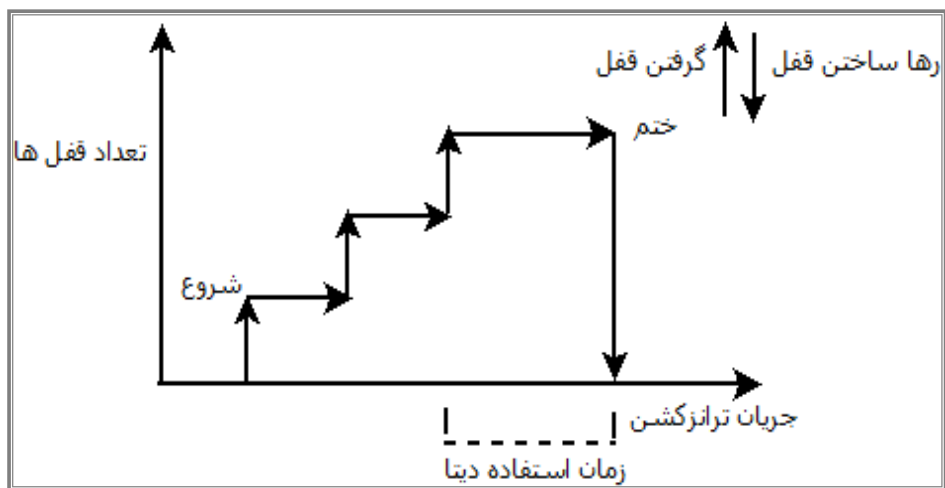 رها ساختن قفل
گرفتن قفل
ختم
تعداد قفل ها
شروع
جریان ترانزکشن
زمان استفاده دیتا